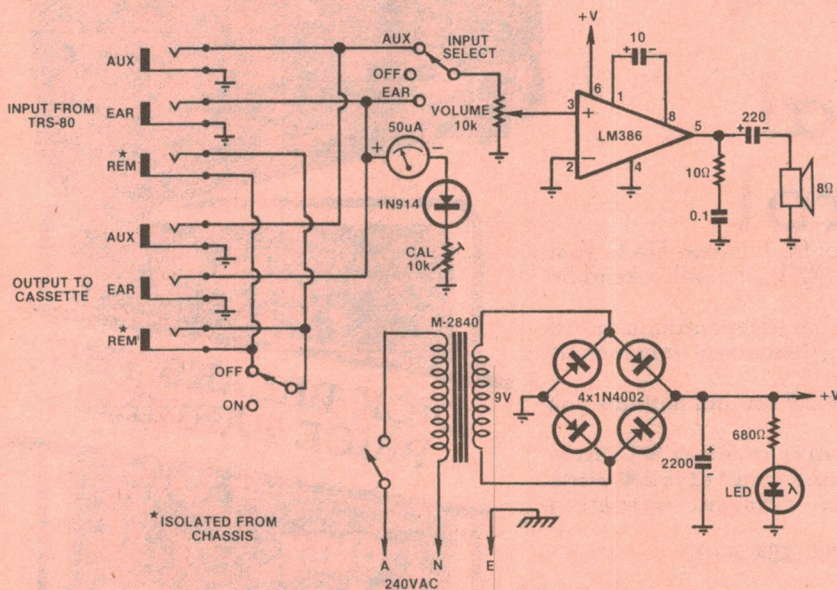 AUX
INPUT FROM
TRS-80
EAR
*
REM
AUX
OUTPUT TO
CASSETTE
EAR
*
REM
OFF
ON
*ISOLATED FROM
CHASSIS
AUX
INPUT
SELECT
OFF
EAR
VOLUME
10k
50uA
+
-
1N914
CAL
10k
+V
10
+
-
6
1
3
+
8
LM386
5
-
2
4
220
+
-
10Ω
0.1
8Ω
M-2840
9V
4x1N4002
+V
2200
+
-
680Ω
LED
λ
A
N
E
240VAC